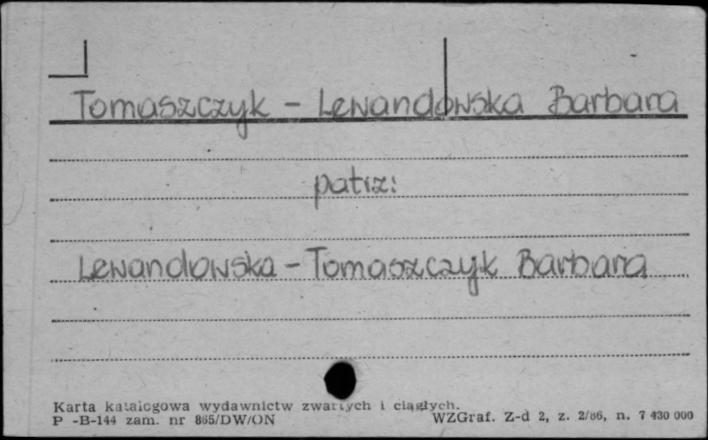 Tomaszczyk - Lewandowska Barbara
patrz:
Lewandowska - Tomaszczyk Barbara
Karta katalogowa wydawnictw zwartych i ciągłych.
P -B-144 zam. nr 865/DW/ON WZGraf. Z-d 2, z. 2/86, n. 7 430 000